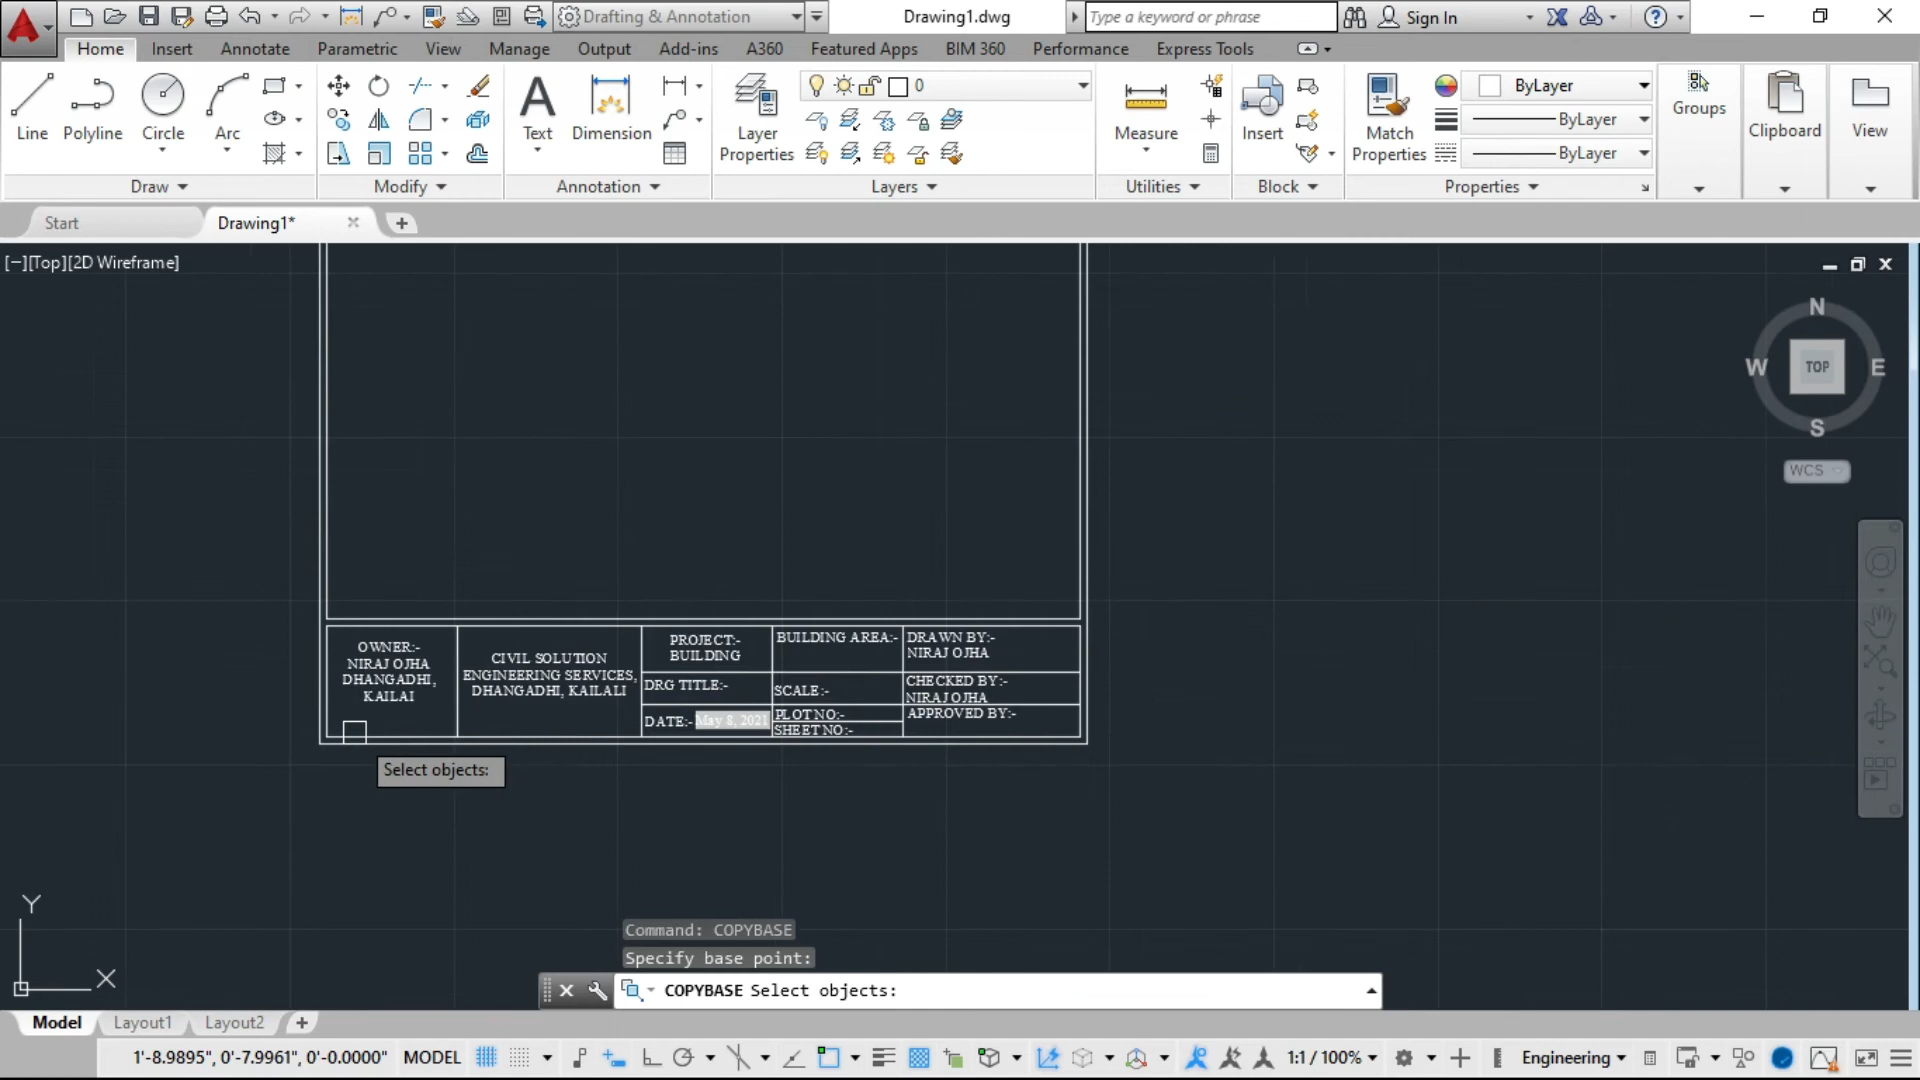 Drafting & Annotation
Drawing1.dwg
Type a keyword or phrase
Sign In
Home Insert Annotate Parametric View Manage Output Add-ins A360 Featured Apps BIM 360 Performance Express Tools
0
ByLayer
ByLayer
ByLayer
Line Polyline Circle Arc
Text Dimension
Layer Properties
Measure
Insert
Match Properties
Groups
Clipboard
View
Draw Modify Annotation Layers Utilities Block Properties
Start Drawing1*
[−][Top][2D Wireframe]
N
W TOP E
S
WCS
OWNER:-
NIRAJ OJHA
DHANGADHI,
KAILAI
CIVIL SOLUTION
ENGINEERING SERVICES,
DHANGADHI, KAILALI
PROJECT:-
BUILDING
DRG TITLE:-
DATE:- May 8, 2021
BUILDING AREA:-
SCALE:-
PLOT NO:-
SHEET NO:-
DRAWN BY:-
NIRAJ OJHA
CHECKED BY:-
NIRAJ OJHA
APPROVED BY:-
Select objects:
Y
X
Command: COPYBASE
Specify base point:
COPYBASE Select objects:
Model Layout1 Layout2
1'-8.9895", 0'-7.9961", 0'-0.0000" MODEL 1:1 / 100% Engineering